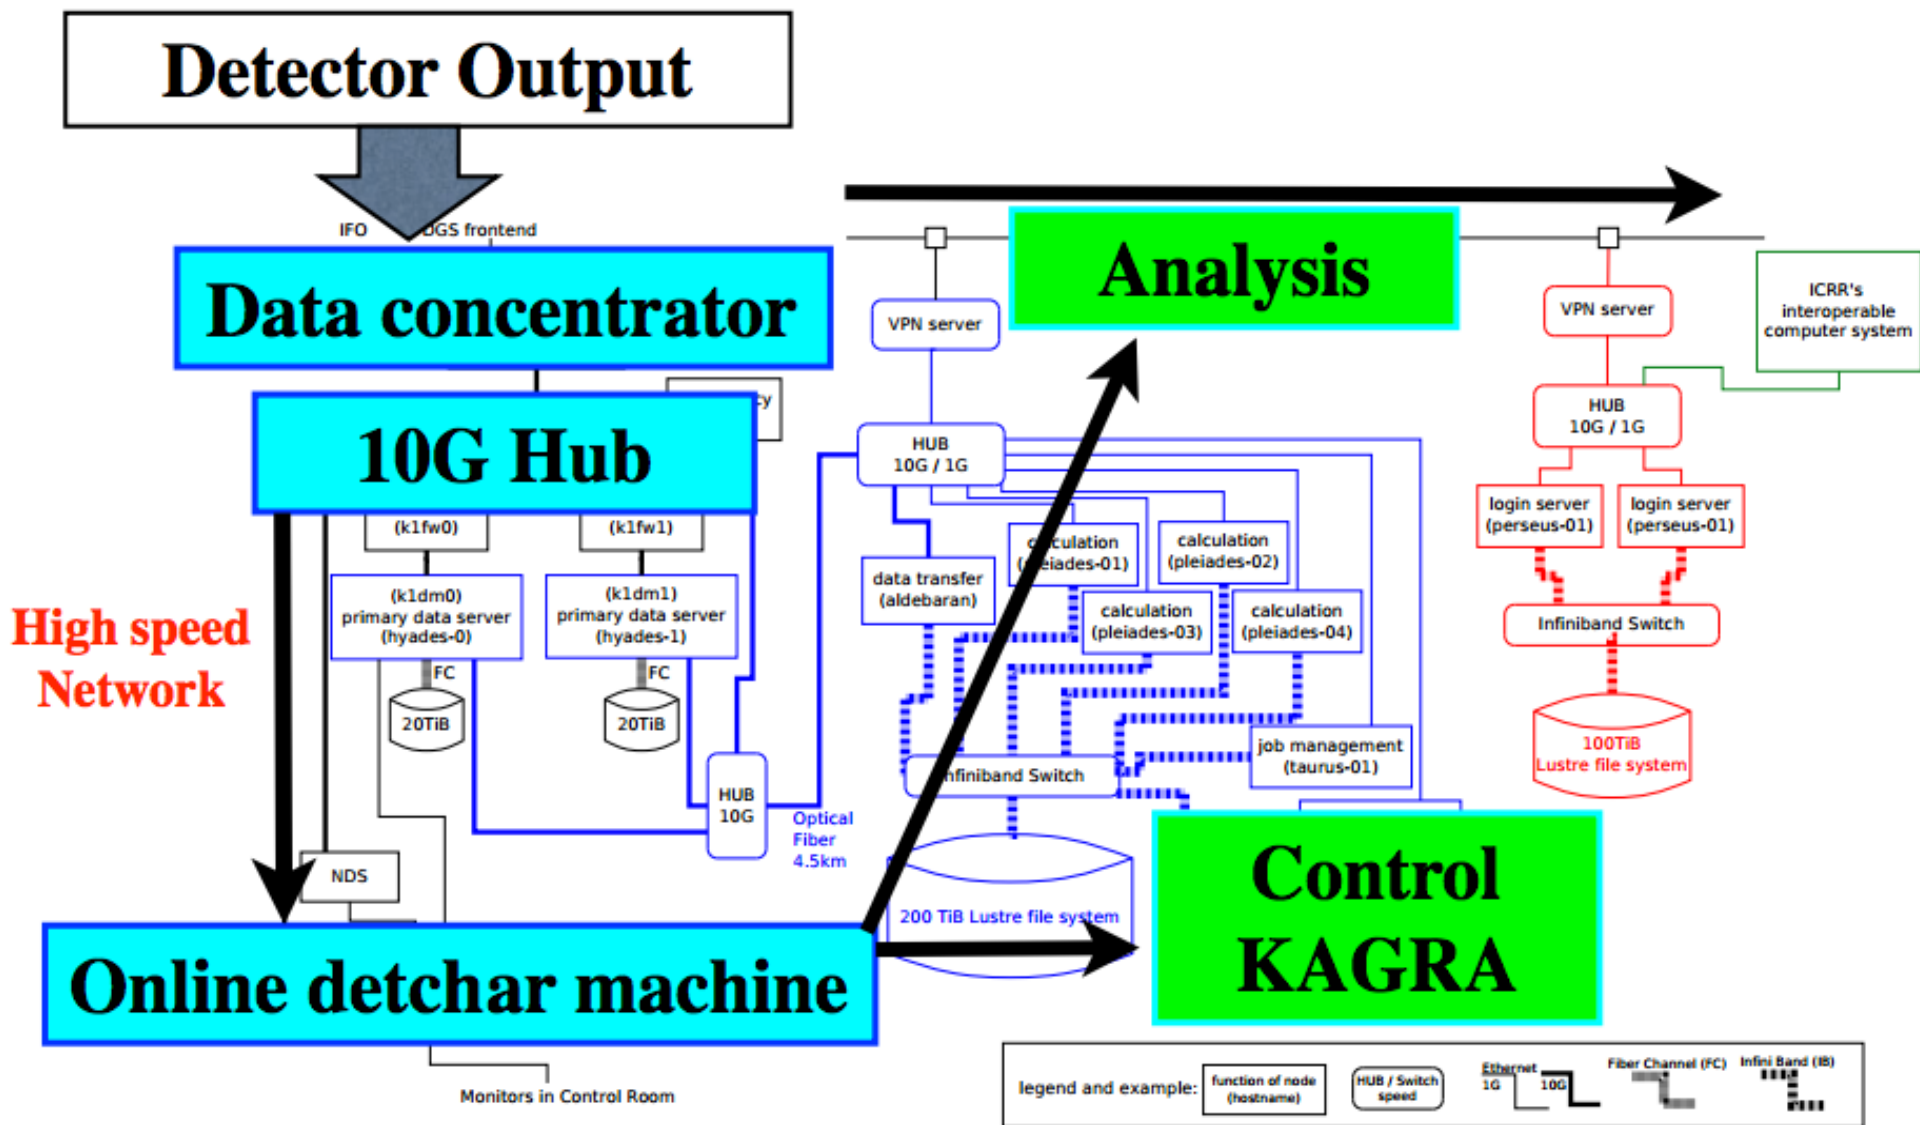 Detector Output
IFO
DGS frontend
Data concentrator
Analysis
VPN server
VPN server
ICRR's
interoperable
computer system
cy
10G Hub
HUB
10G / 1G
HUB
10G / 1G
(k1fw0)
(k1fw1)
login server
(perseus-01)
login server
(perseus-01)
calculation
(pleiades-01)
calculation
(pleiades-02)
data transfer
(aldebaran)
(k1dm0)
primary data server
(hyades-0)
(k1dm1)
primary data server
(hyades-1)
calculation
(pleiades-03)
calculation
(pleiades-04)
Infiniband Switch
High speed
Network
FC
FC
20TiB
20TiB
job management
(taurus-01)
100TiB
Lustre file system
Infiniband Switch
HUB
10G
Optical
Fiber
4.5km
NDS
200 TiB Lustre file system
Control
KAGRA
Online detchar machine
Monitors in Control Room
legend and example:
function of node
(hostname)
HUB / Switch
speed
Ethernet
1G
10G
Fiber Channel (FC)
Infini Band (IB)